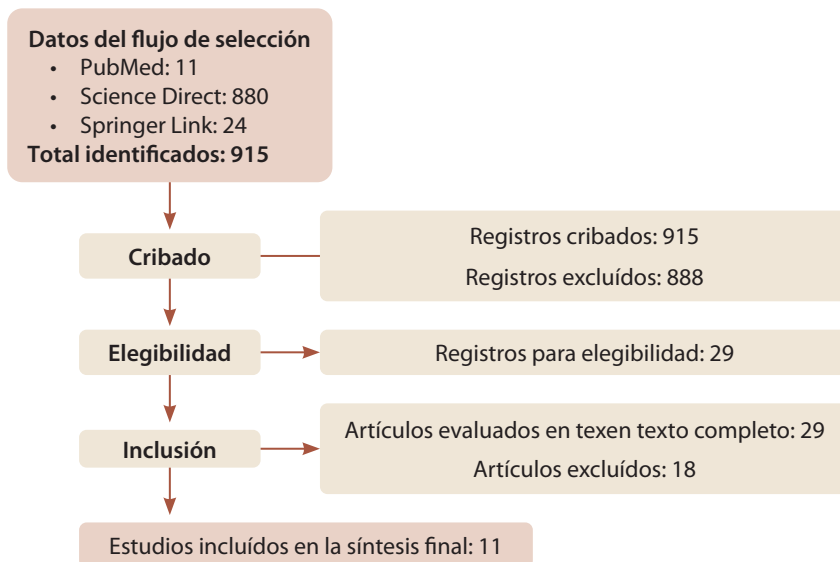 Datos del flujo de selección
• PubMed: 11
• Science Direct: 880
• Springer Link: 24
Total identificados: 915
Cribado
Registros cribados: 915
Registros excluídos: 888
Elegibilidad
Registros para elegibilidad: 29
Inclusión
Artículos evaluados en texen texto completo: 29
Artículos excluídos: 18
Estudios incluídos en la síntesis final: 11